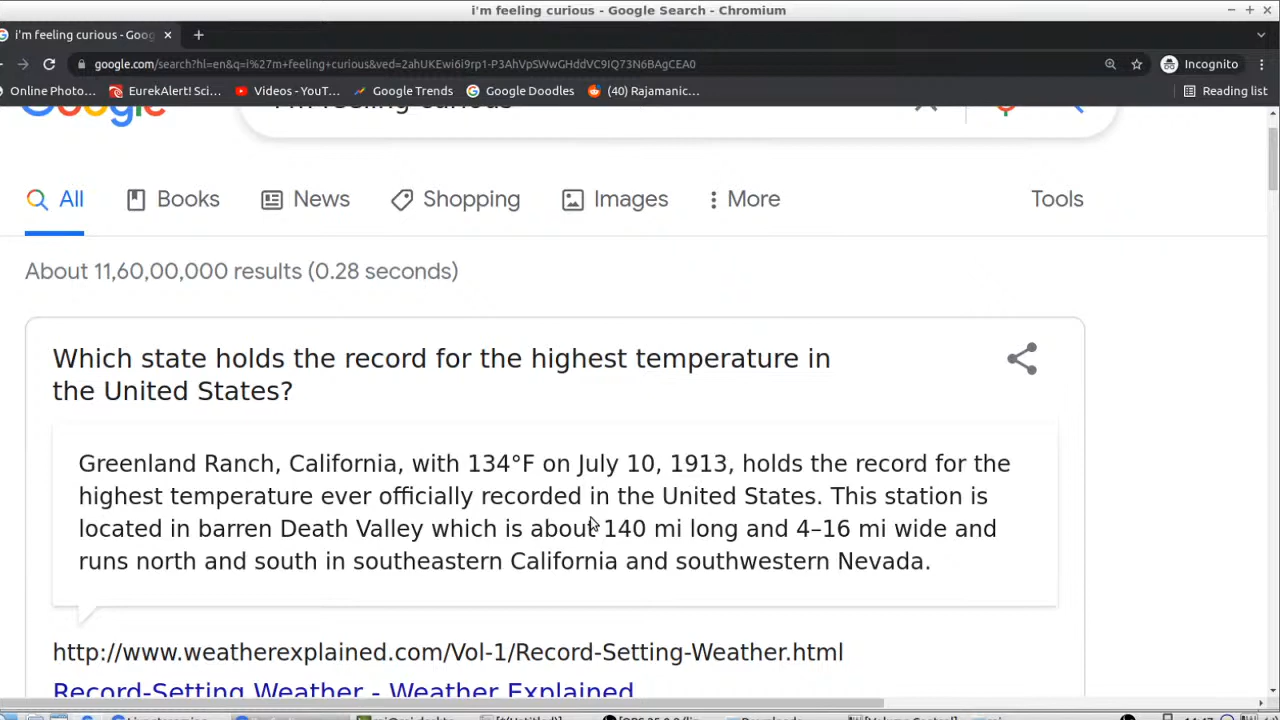 i'm feeling curious - Google Search - Chromium
i'm feeling curious - Goog
google.com/search?hl=en&q=i%27m+feeling+curious&ved=2ahUKEwi6i9rp1-P3AhVpSWwGHddVC9IQ73N6BAgCEA0
Incognito
Online Photo…
EurekAlert! Sci…
Videos - YouT…
Google Trends
Google Doodles
(40) Rajamanic…
Reading list
Google
i'm feeling curious
All
Books
News
Shopping
Images
More
Tools
About 11,60,00,000 results (0.28 seconds)
Which state holds the record for the highest temperature in
the United States?
Greenland Ranch, California, with 134°F on July 10, 1913, holds the record for the
highest temperature ever officially recorded in the United States. This station is
located in barren Death Valley which is about 140 mi long and 4–16 mi wide and
runs north and south in southeastern California and southwestern Nevada.
http://www.weatherexplained.com/Vol-1/Record-Setting-Weather.html
Record-Setting Weather - Weather Explained